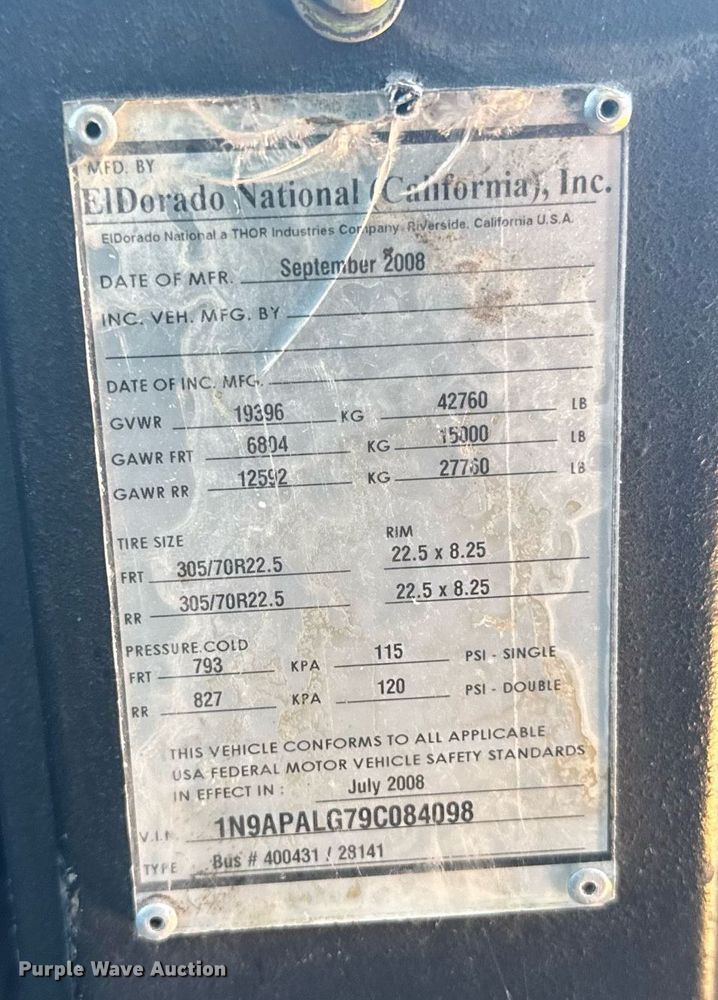 MFD. BY
ElDorado National (California), Inc.
ElDorado National a THOR Industries Company, Riverside, California U.S.A.
DATE OF MFR. September 2008
INC. VEH. MFG. BY
DATE OF INC. MFG.
GVWR 19396 KG 42760 LB
GAWR FRT 6804 KG 15000 LB
GAWR RR 12592 KG 27760 LB
TIRE SIZE RIM
FRT 305/70R22.5 22.5 x 8.25
RR 305/70R22.5 22.5 x 8.25
PRESSURE.COLD
FRT 793 KPA 115 PSI - SINGLE
RR 827 KPA 120 PSI - DOUBLE
THIS VEHICLE CONFORMS TO ALL APPLICABLE
USA FEDERAL MOTOR VEHICLE SAFETY STANDARDS
IN EFFECT IN : July 2008
V.I.N. 1N9APALG79C084098
TYPE Bus # 400431 / 28141
Purple Wave Auction